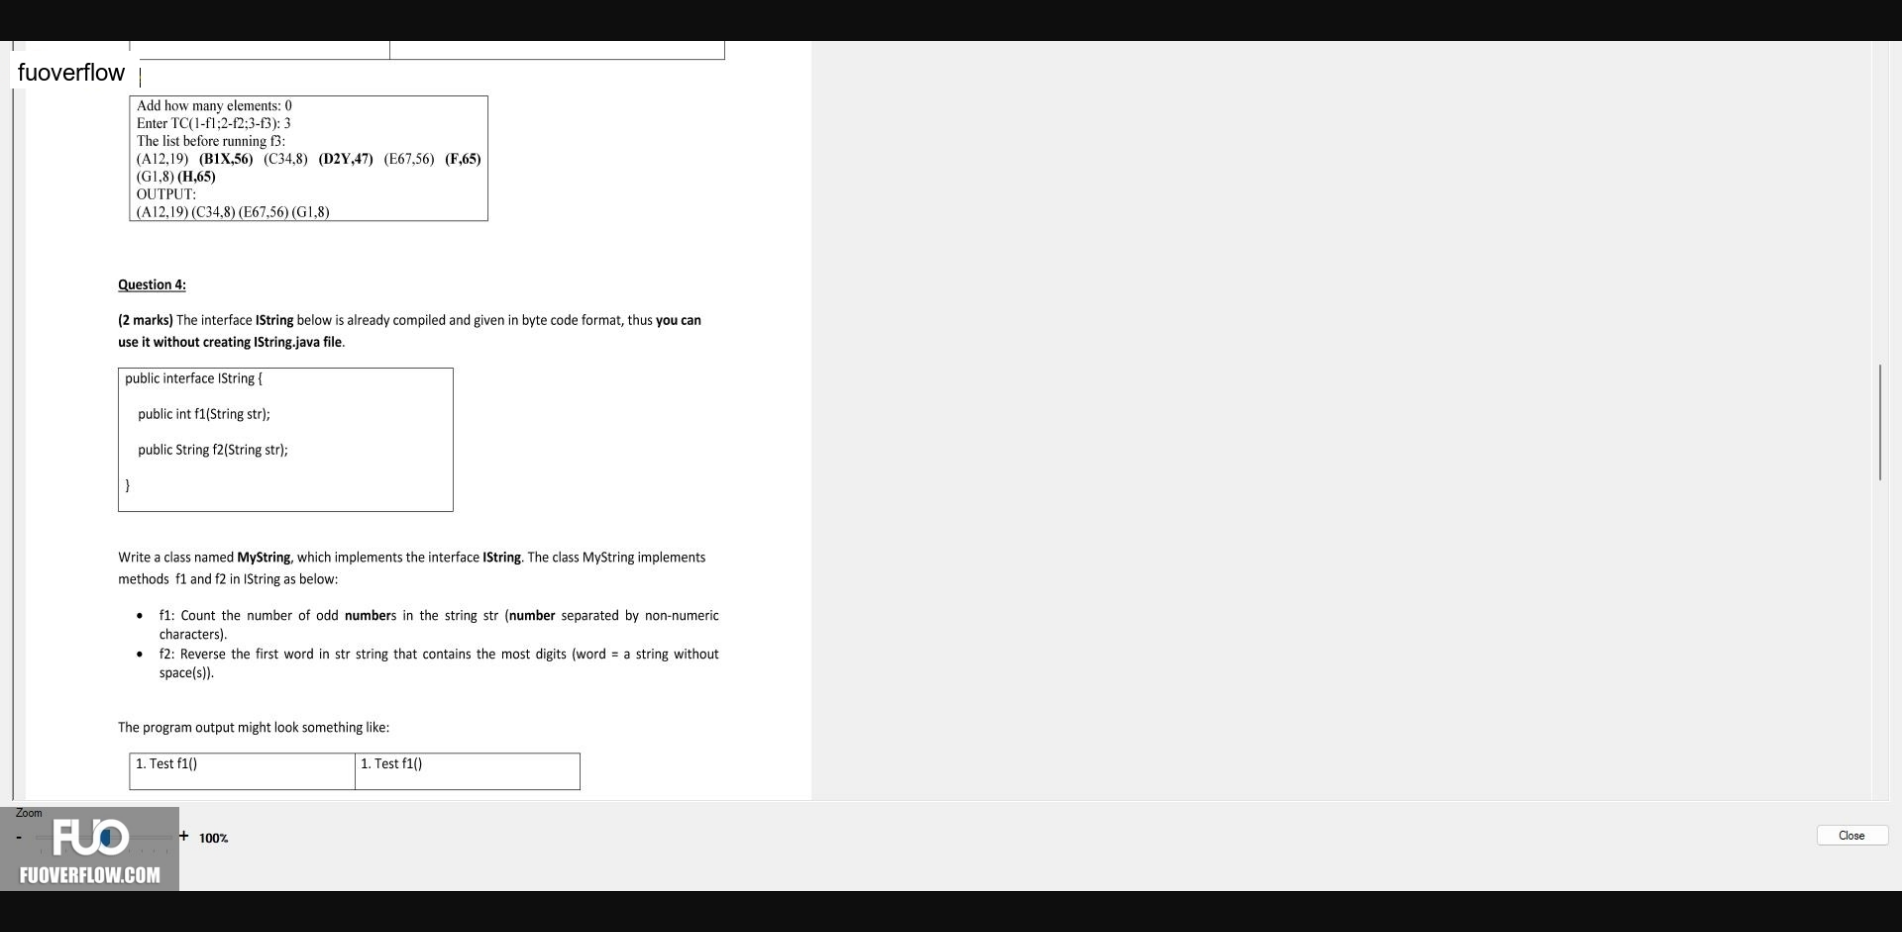 fuoverflow
Add how many elements: 0
Enter TC(1-f1;2-f2;3-f3): 3
The list before running f3:
(A12,19) (B1X,56) (C34,8) (D2Y,47) (E67,56) (F,65)
(G1,8) (H,65)
OUTPUT:
(A12,19) (C34,8) (E67,56) (G1,8)
Question 4:
(2 marks) The interface IString below is already compiled and given in byte code format, thus you can
use it without creating IString.java file.
public interface IString {
public int f1(String str);
public String f2(String str);
}
Write a class named MyString, which implements the interface IString. The class MyString implements
methods f1 and f2 in IString as below:
• f1: Count the number of odd numbers in the string str (number separated by non-numeric
characters).
• f2: Reverse the first word in str string that contains the most digits (word = a string without
space(s)).
The program output might look something like:
1. Test f1() 1. Test f1()
Zoom
- + 100%
Close
FUO
FUOVERFLOW.COM